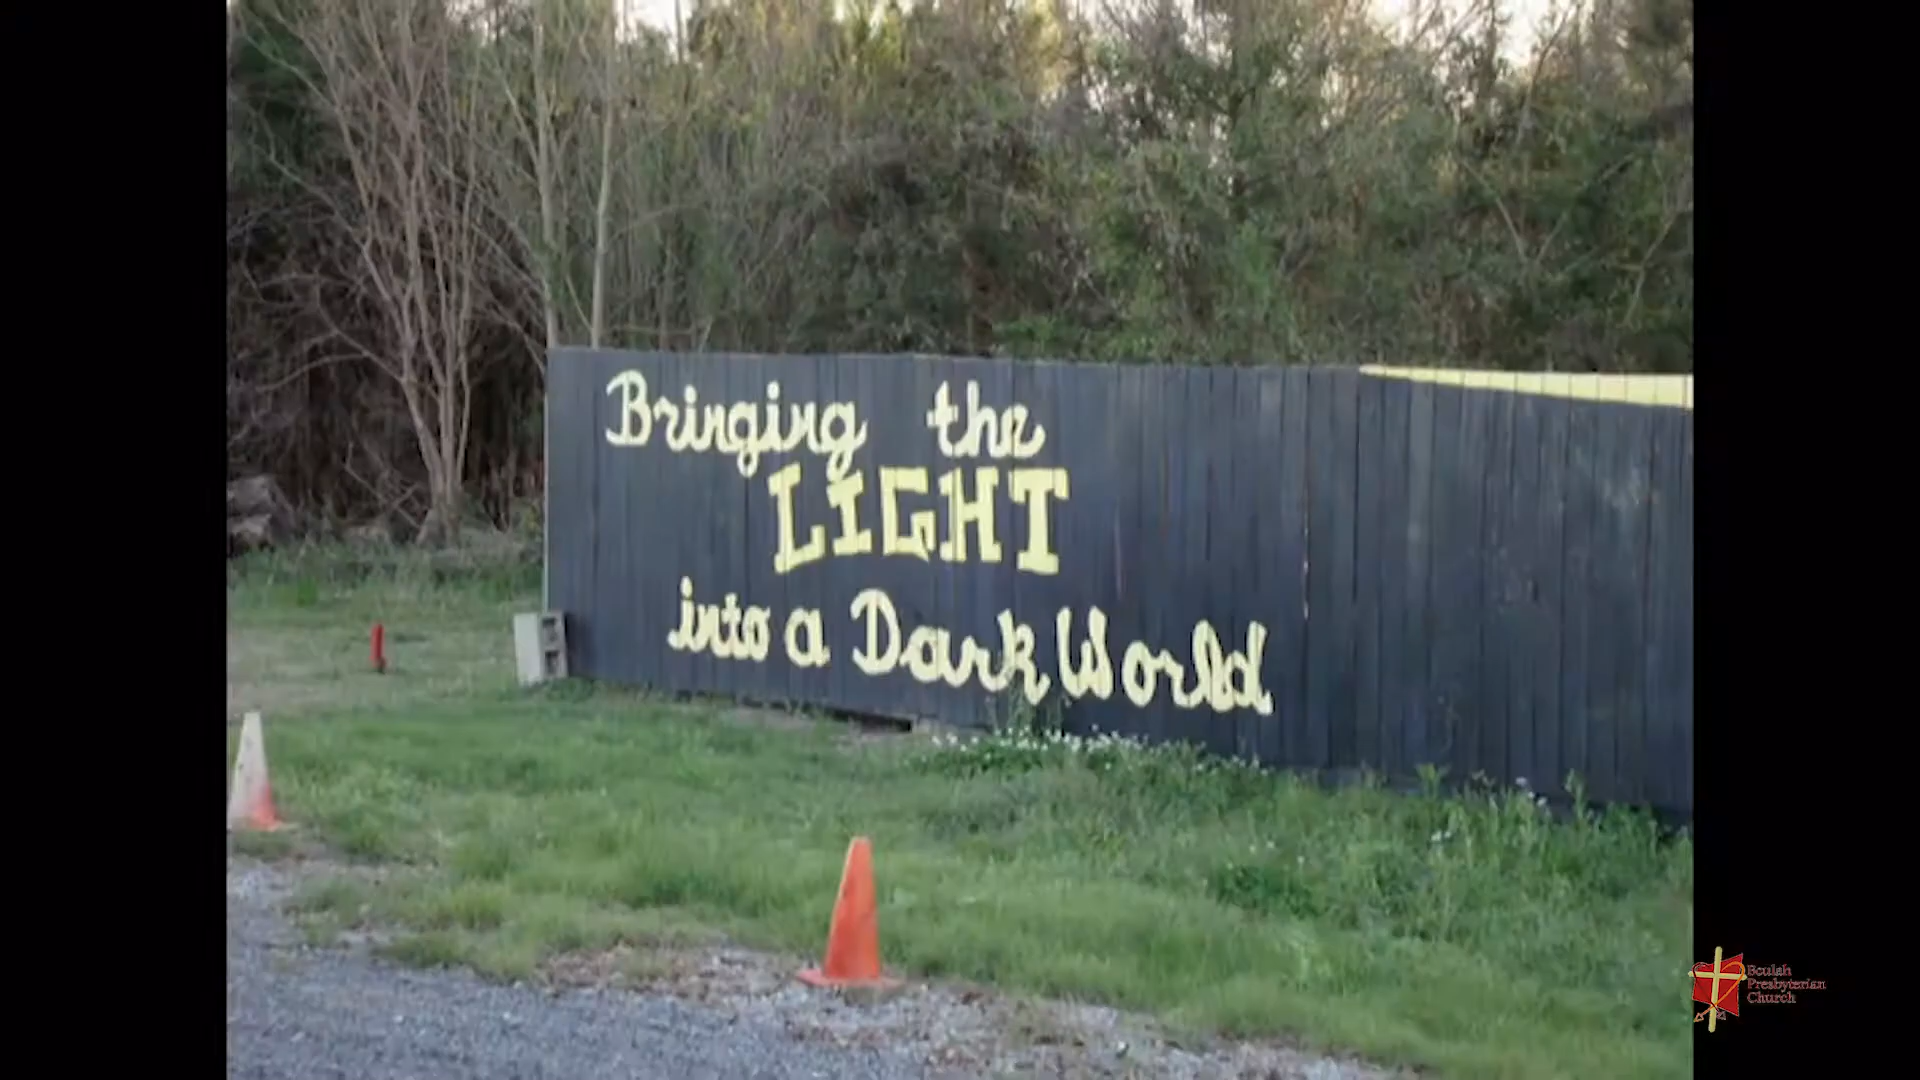 Bringing the
LIGHT
into a Dark World
Beulah
Presbyterian
Church